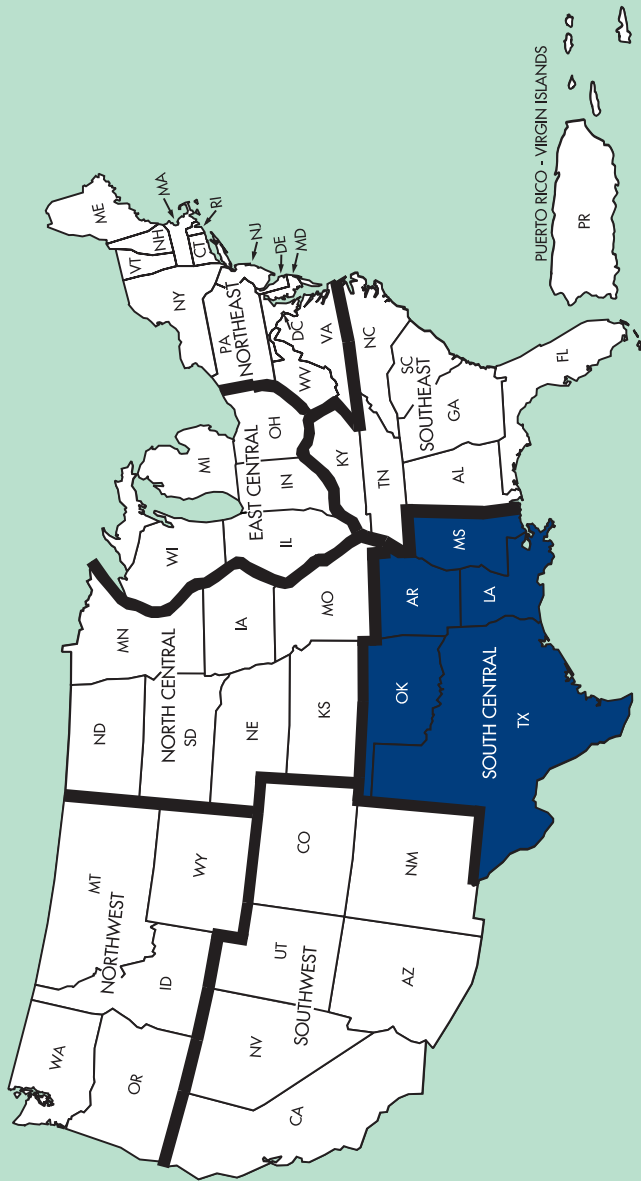 WA
OR
CA
NV
ID
MT
NORTHWEST
WY
UT
SOUTHWEST
AZ
CO
NM
ND
NORTH CENTRAL
SD
NE
KS
MN
IA
MO
OK
AR
LA
MS
SOUTH CENTRAL
TX
WI
MI
IL
IN
OH
EAST CENTRAL
KY
TN
AL
GA
SC
SOUTHEAST
NC
FL
WV
VA
DC
PA
NORTHEAST
NY
VT
NH
ME
MA
RI
CT
NJ
DE
MD
PUERTO RICO - VIRGIN ISLANDS
PR